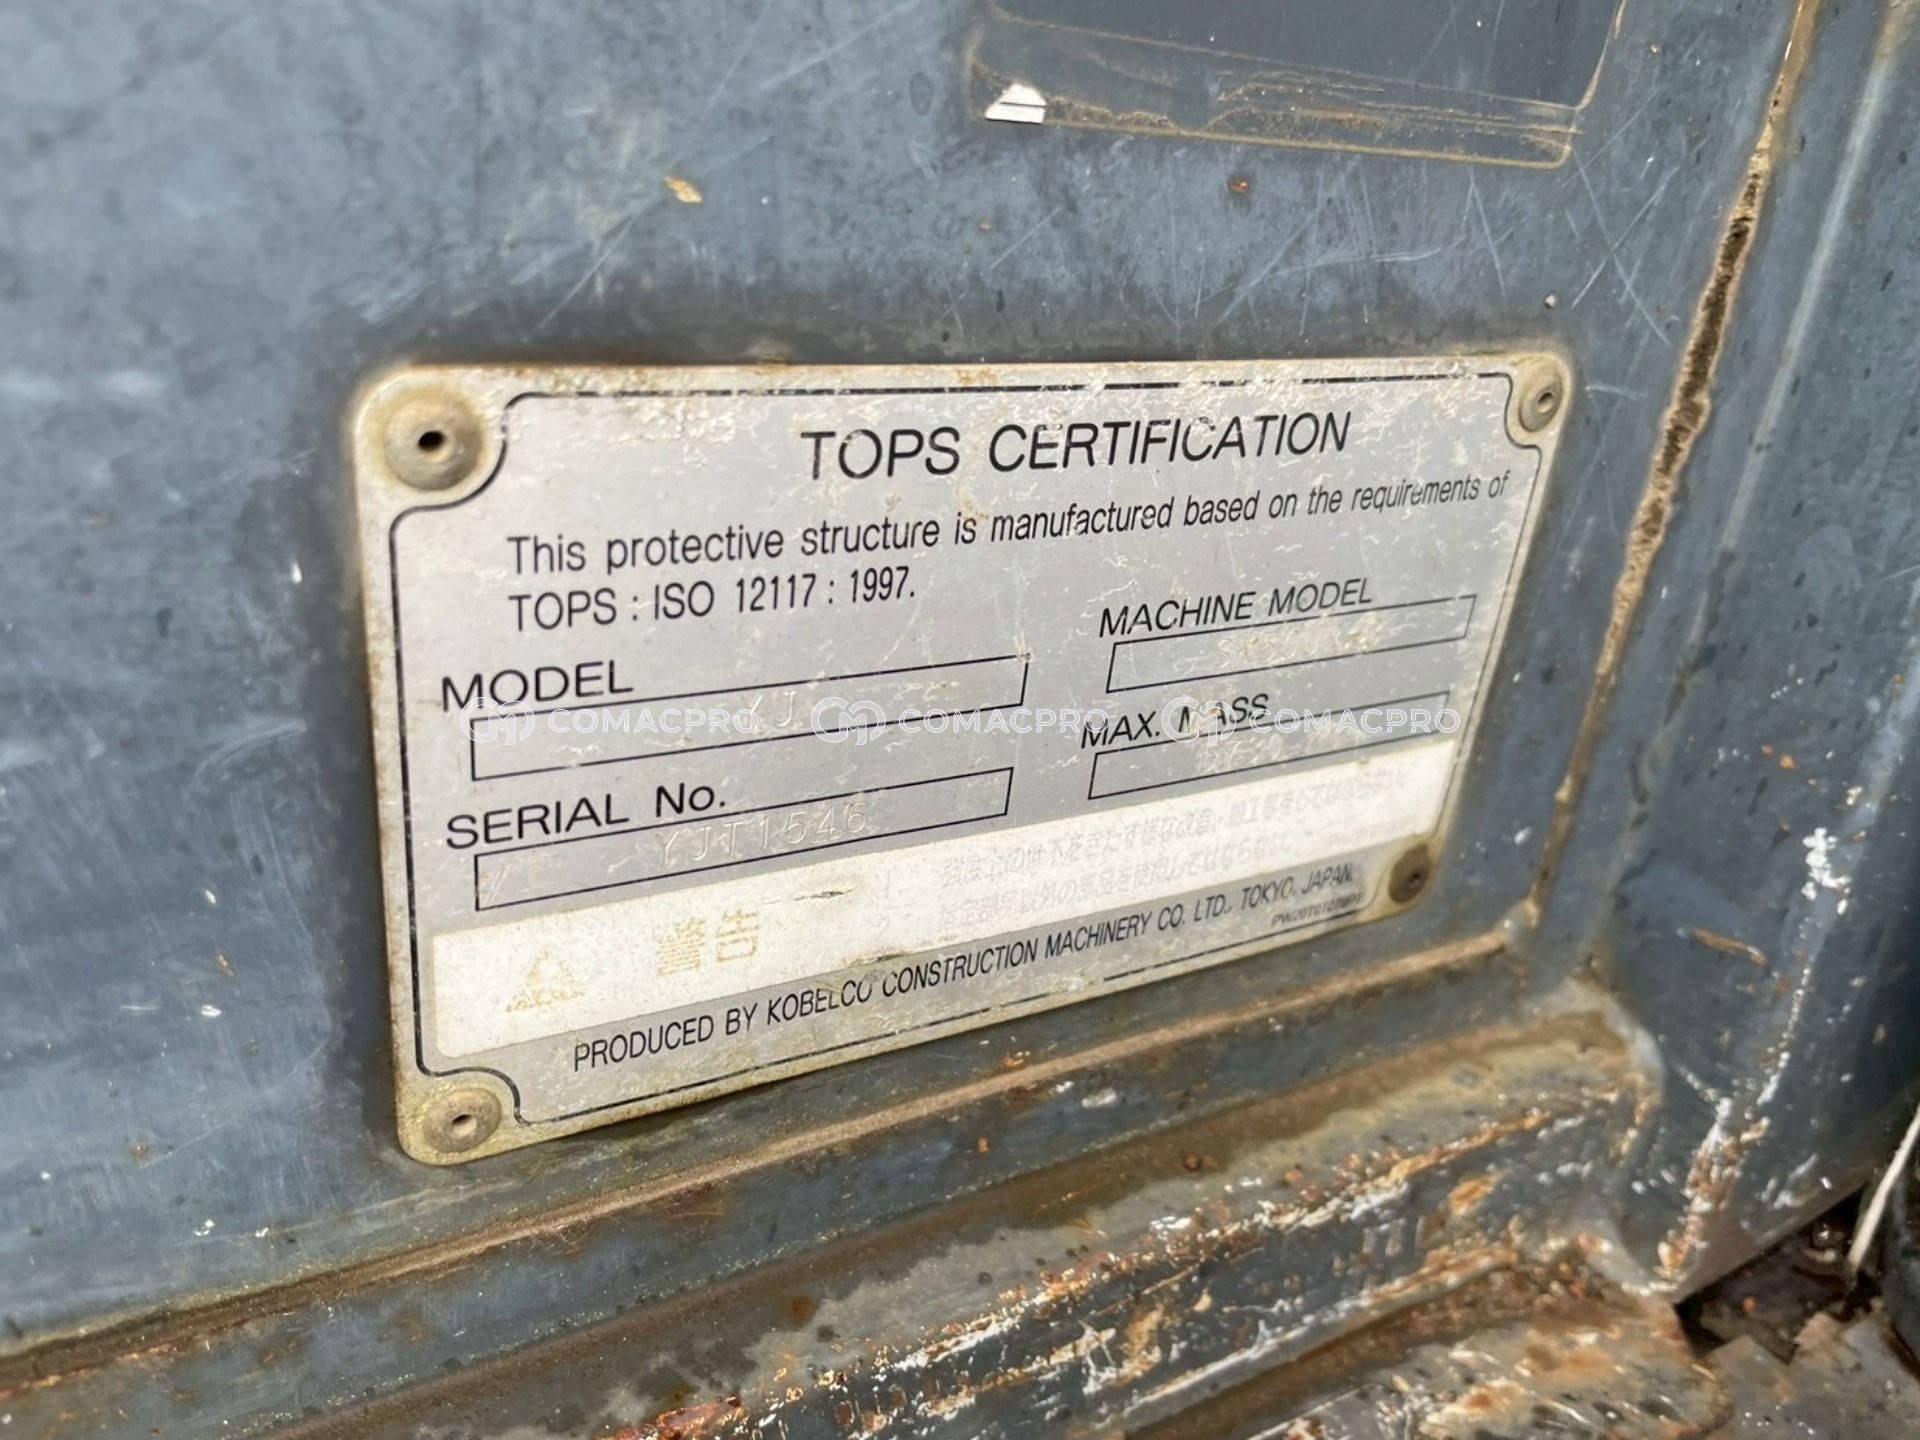 TOPS CERTIFICATION
This protective structure is manufactured based on the requirements of
TOPS : ISO 12117 : 1997.
MODEL
YJ
MACHINE MODEL
SERIAL No.
YJT1546
MAX. MASS
COMACPRO COMACPRO COMACPRO
警告
PRODUCED BY KOBELCO CONSTRUCTION MACHINERY CO. LTD., TOKYO, JAPAN.